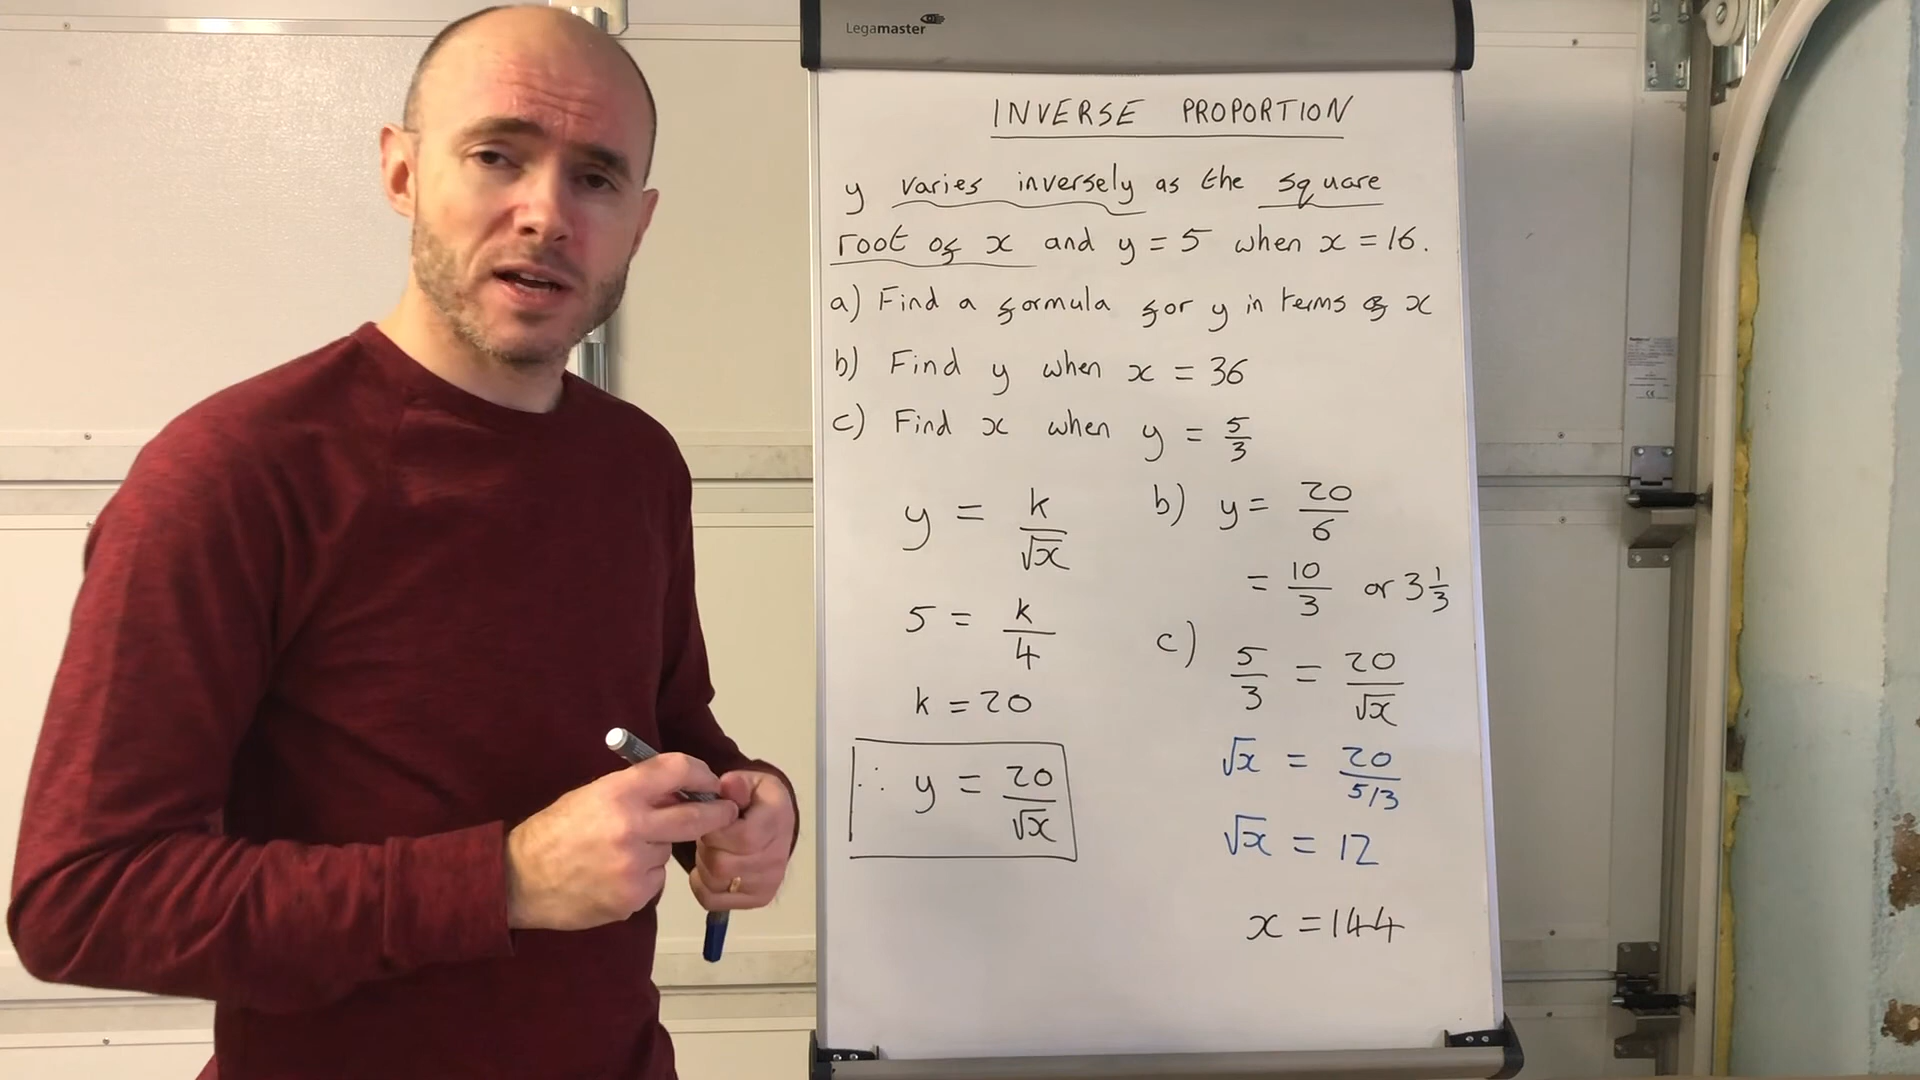 Legamaster
INVERSE PROPORTION
y varies inversely as the square
root of x and y = 5 when x = 16.
a) Find a formula for y in terms of x
b) Find y when x = 36
c) Find x when y = 5/3
y = k/√x
5 = k/4
k = 20
∴ y = 20/√x
b) y = 20/6
= 10/3 or 3 1/3
c) 5/3 = 20/√x
√x = 20/(5/3)
√x = 12
x = 144